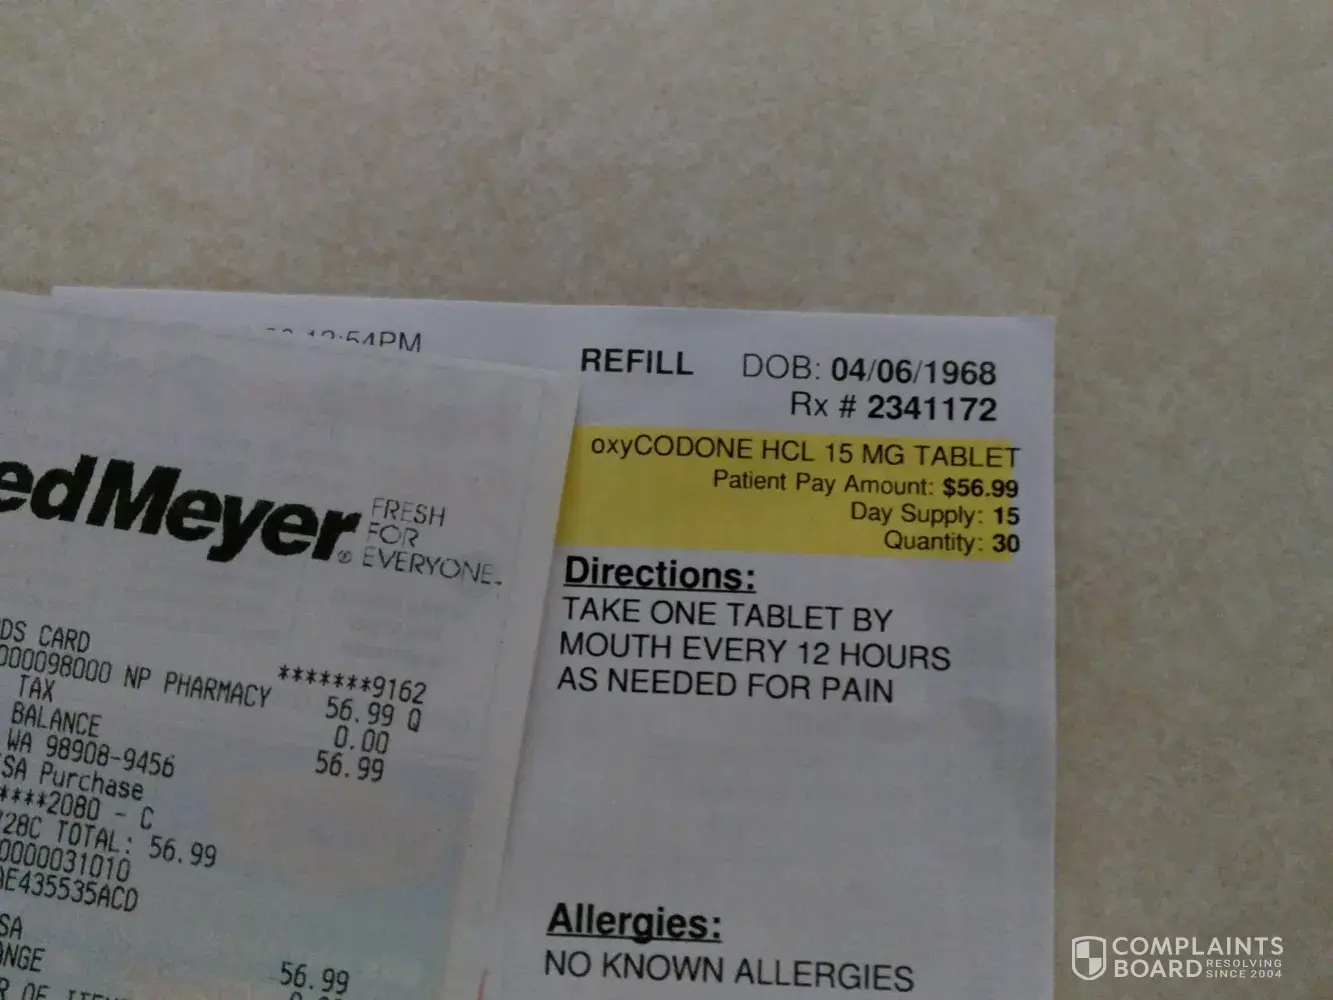 12:54PM
REFILL DOB: 04/06/1968
Rx # 2341172
oxyCODONE HCL 15 MG TABLET
Patient Pay Amount: $56.99
Day Supply: 15
Quantity: 30
Directions:
TAKE ONE TABLET BY
MOUTH EVERY 12 HOURS
AS NEEDED FOR PAIN
Allergies:
NO KNOWN ALLERGIES
edMeyer®
FRESH
FOR
EVERYONE.
DS CARD *******9162
000098000 NP PHARMACY 56.99 Q
TAX 0.00
BALANCE 56.99
WA 98908-9456
SA Purchase
****2080 - C
728C TOTAL: 56.99
0000031010
AE435535ACD
SA 56.99
ANGE
R OF
COMPLAINTS
BOARD RESOLVING
SINCE 2004